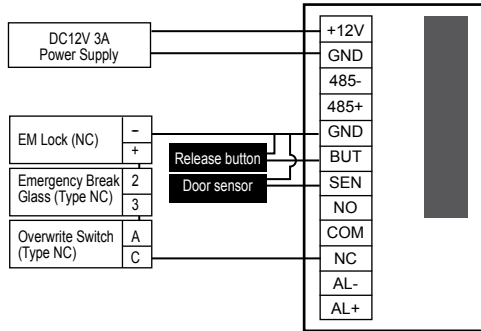 DC12V 3A
Power Supply
EM Lock (NC)
–
+
Emergency Break
Glass (Type NC)
2
3
Overwrite Switch
(Type NC)
A
C
Release button
Door sensor
+12V
GND
485-
485+
GND
BUT
SEN
NO
COM
NC
AL-
AL+